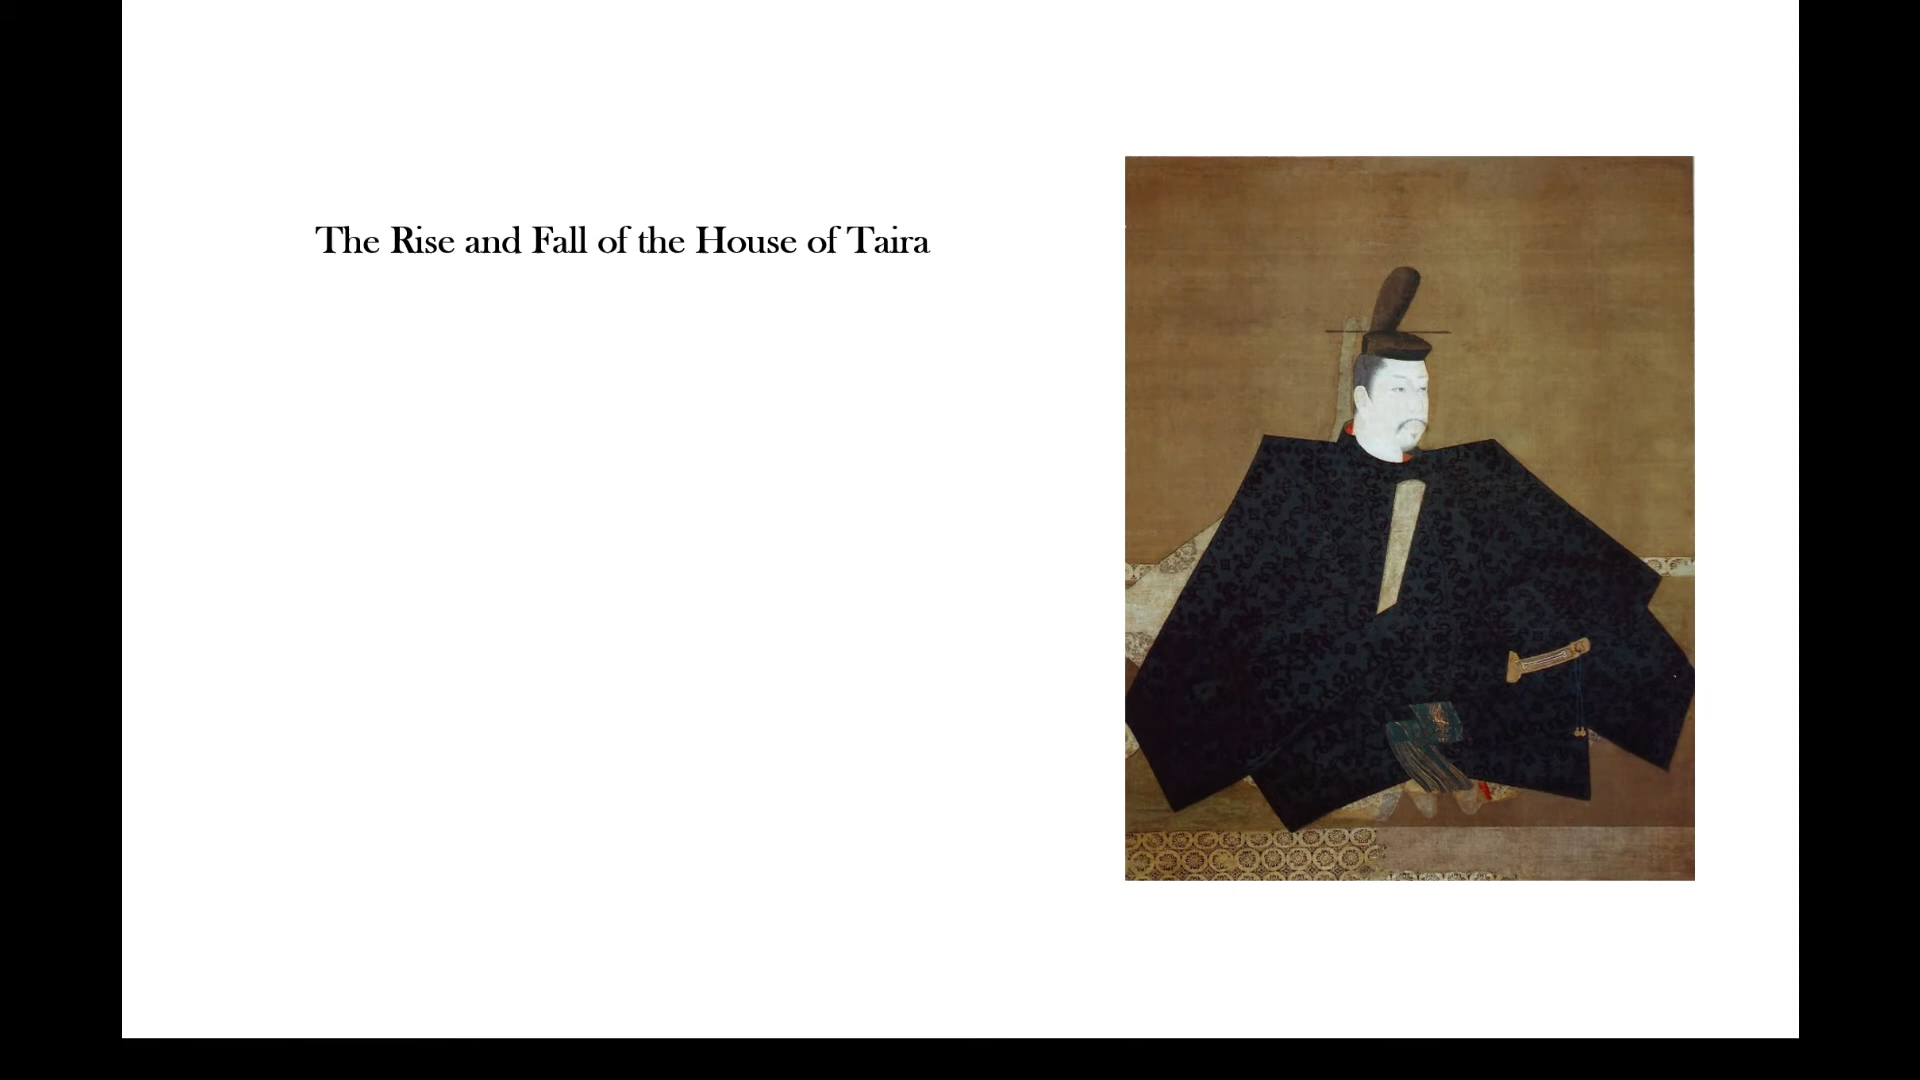 The Rise and Fall of the House of Taira